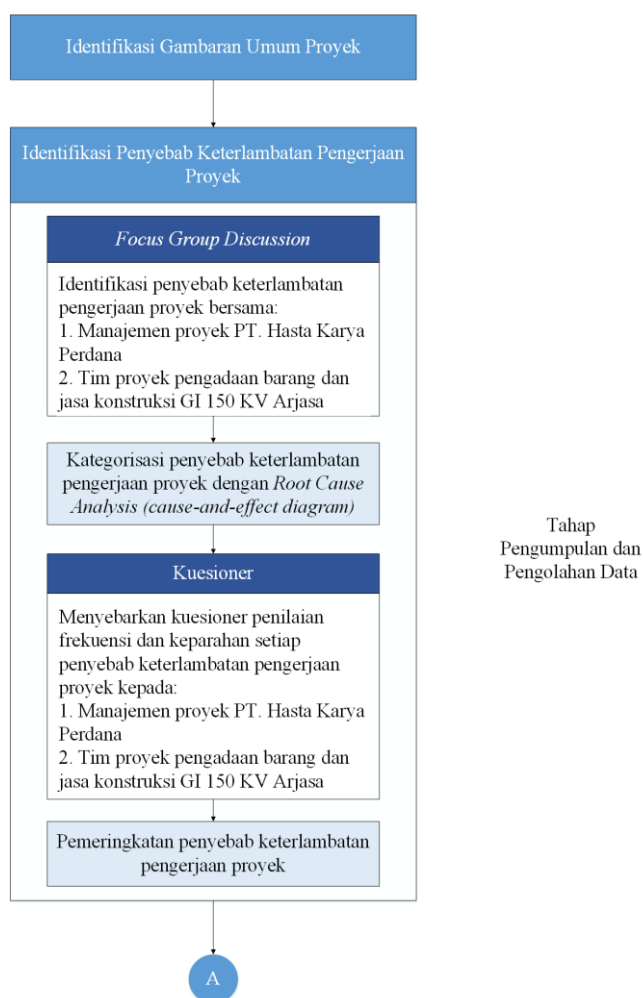 Identifikasi Gambaran Umum Proyek
Identifikasi Penyebab Keterlambatan Pengerjaan
Proyek
Focus Group Discussion
Identifikasi penyebab keterlambatan
pengerjaan proyek bersama:
1. Manajemen proyek PT. Hasta Karya
Perdana
2. Tim proyek pengadaan barang dan
jasa konstruksi GI 150 KV Arjasa
Kategorisasi penyebab keterlambatan
pengerjaan proyek dengan Root Cause
Analysis (cause-and-effect diagram)
Kuesioner
Menyebarkan kuesioner penilaian
frekuensi dan keparahan setiap
penyebab keterlambatan pengerjaan
proyek kepada:
1. Manajemen proyek PT. Hasta Karya
Perdana
2. Tim proyek pengadaan barang dan
jasa konstruksi GI 150 KV Arjasa
Pemeringkatan penyebab keterlambatan
pengerjaan proyek
A
Tahap
Pengumpulan dan
Pengolahan Data